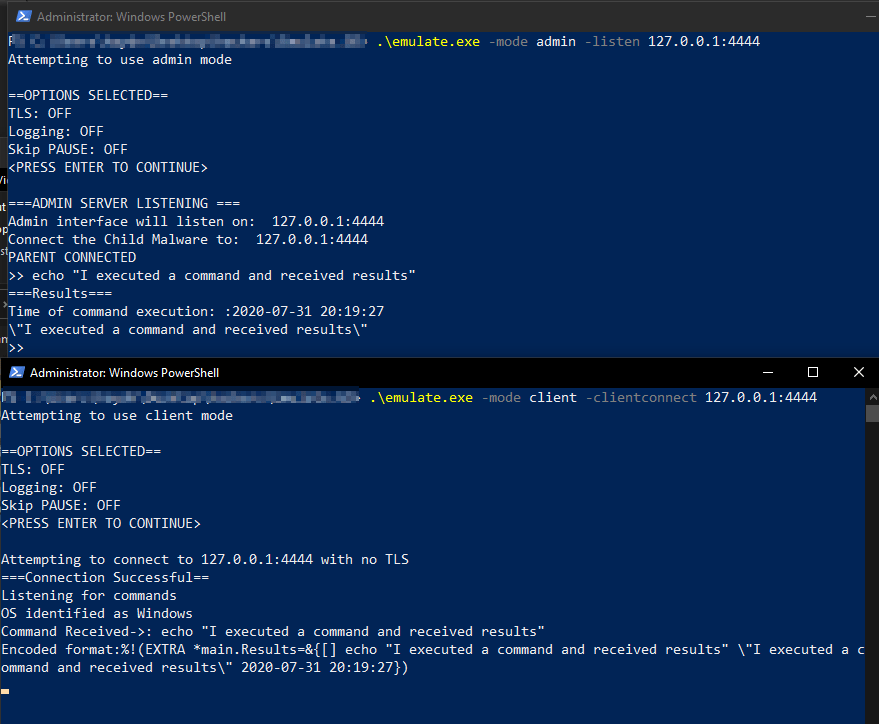 Administrator: Windows PowerShell
.\emulate.exe -mode admin -listen 127.0.0.1:4444
Attempting to use admin mode
==OPTIONS SELECTED==
TLS: OFF
Logging: OFF
Skip PAUSE: OFF
<PRESS ENTER TO CONTINUE>
===ADMIN SERVER LISTENING ===
Admin interface will listen on:  127.0.0.1:4444
Connect the Child Malware to:  127.0.0.1:4444
PARENT CONNECTED
>> echo "I executed a command and received results"
===Results===
Time of command execution: :2020-07-31 20:19:27
\"I executed a command and received results\"
>>
Administrator: Windows PowerShell
.\emulate.exe -mode client -clientconnect 127.0.0.1:4444
Attempting to use client mode
==OPTIONS SELECTED==
TLS: OFF
Logging: OFF
Skip PAUSE: OFF
<PRESS ENTER TO CONTINUE>
Attempting to connect to 127.0.0.1:4444 with no TLS
===Connection Successful==
Listening for commands
OS identified as Windows
Command Received->: echo "I executed a command and received results"
Encoded format:%!(EXTRA *main.Results=&{[] echo "I executed a command and received results" \"I executed a c
ommand and received results\" 2020-07-31 20:19:27})